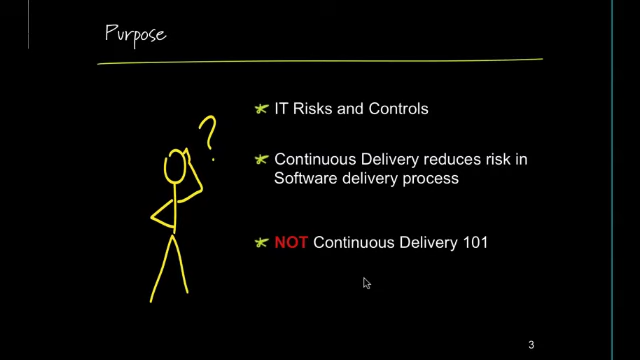 Purpose
?
IT Risks and Controls
Continuous Delivery reduces risk in
Software delivery process
NOT Continuous Delivery 101
3